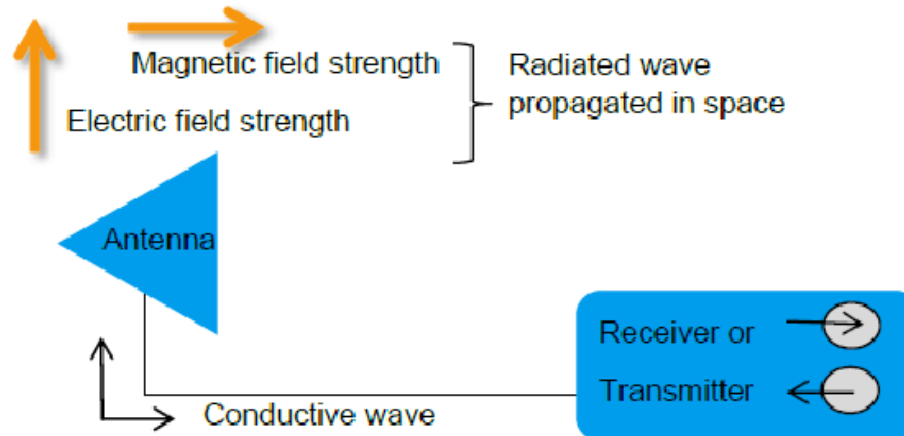 Magnetic field strength
Electric field strength
Radiated wave
propagated in space
Antenna
Receiver or
Transmitter
Conductive wave